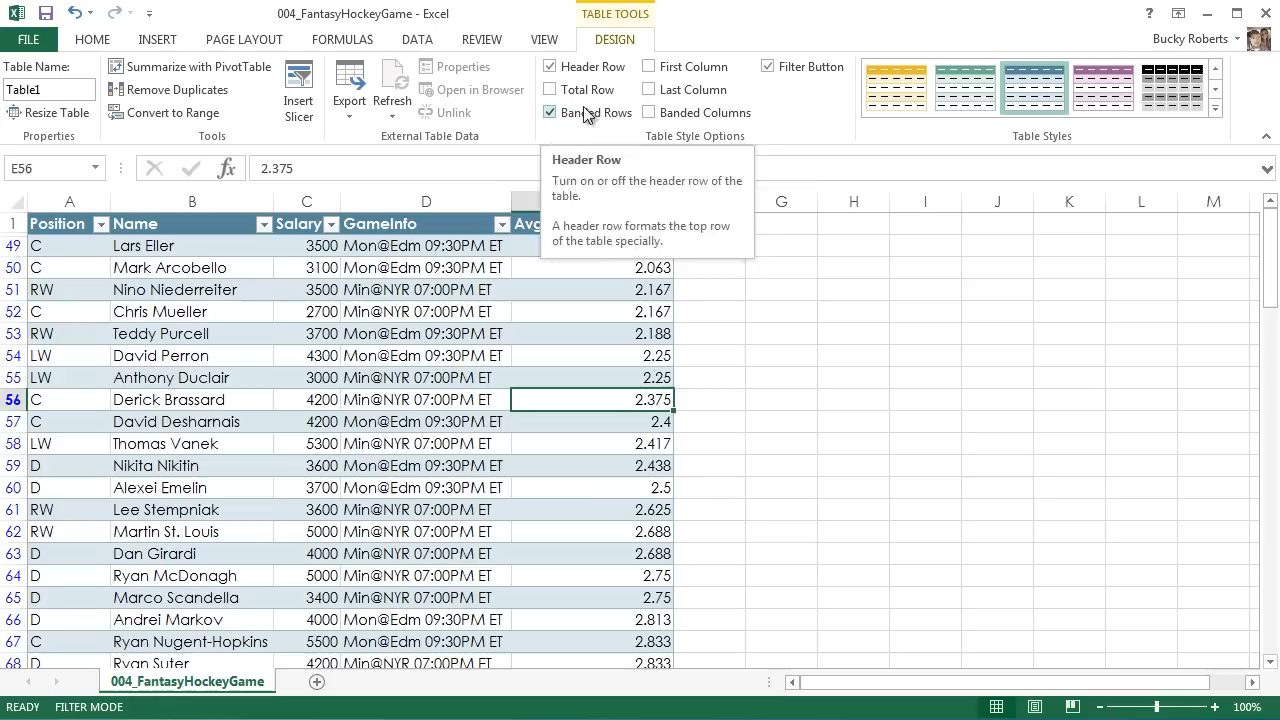 004_FantasyHockeyGame - Excel
TABLE TOOLS
?
FILE
HOME
INSERT
PAGE LAYOUT
FORMULAS
DATA
REVIEW
VIEW
DESIGN
Bucky Roberts
Table Name:
Table1
Resize Table
Properties
Summarize with PivotTable
Remove Duplicates
Convert to Range
Tools
Insert
Slicer
Export
Refresh
Properties
Open in Browser
Unlink
External Table Data
Header Row
Total Row
Banded Rows
First Column
Last Column
Banded Columns
Filter Button
Table Style Options
Table Styles
E56
fx
2.375
Header Row
Turn on or off the header row of the
table.
A header row formats the top row
of the table specially.
A B C D G H I J K L M
1 Position Name Salary GameInfo Avg
49 C Lars Eller 3500 Mon@Edm 09:30PM ET
50 C Mark Arcobello 3100 Mon@Edm 09:30PM ET 2.063
51 RW Nino Niederreiter 3500 Min@NYR 07:00PM ET 2.167
52 C Chris Mueller 2700 Min@NYR 07:00PM ET 2.167
53 RW Teddy Purcell 3700 Mon@Edm 09:30PM ET 2.188
54 LW David Perron 4300 Mon@Edm 09:30PM ET 2.25
55 LW Anthony Duclair 3000 Min@NYR 07:00PM ET 2.25
56 C Derick Brassard 4200 Min@NYR 07:00PM ET 2.375
57 C David Desharnais 4200 Mon@Edm 09:30PM ET 2.4
58 LW Thomas Vanek 5300 Min@NYR 07:00PM ET 2.417
59 D Nikita Nikitin 3600 Mon@Edm 09:30PM ET 2.438
60 D Alexei Emelin 3700 Mon@Edm 09:30PM ET 2.5
61 RW Lee Stempniak 3600 Min@NYR 07:00PM ET 2.625
62 RW Martin St. Louis 5000 Min@NYR 07:00PM ET 2.688
63 D Dan Girardi 4000 Min@NYR 07:00PM ET 2.688
64 D Ryan McDonagh 5000 Min@NYR 07:00PM ET 2.75
65 D Marco Scandella 3400 Min@NYR 07:00PM ET 2.75
66 D Andrei Markov 4000 Mon@Edm 09:30PM ET 2.813
67 C Ryan Nugent-Hopkins 5500 Mon@Edm 09:30PM ET 2.833
68 D Ryan Suter 4200 Min@NYR 07:00PM ET 2.833
004_FantasyHockeyGame
READY FILTER MODE
100%